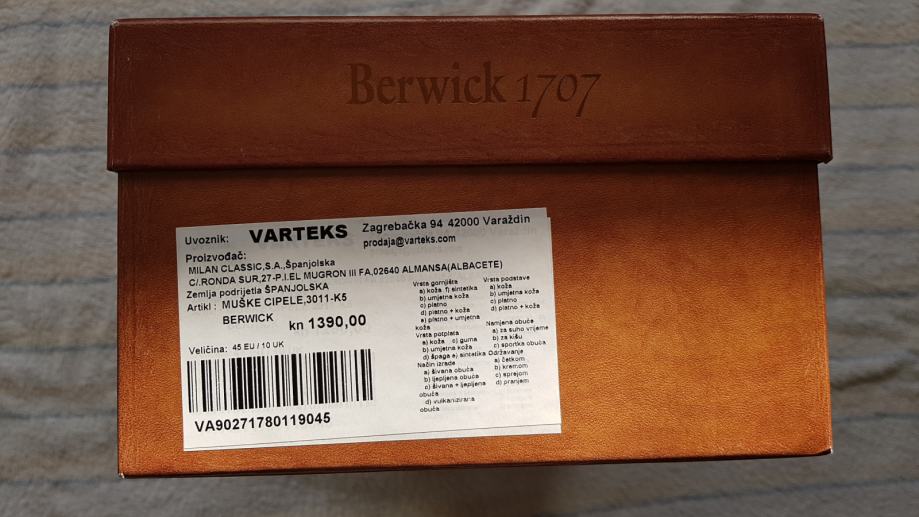 Berwick 1707
Uvoznik: VARTEKS Zagrebačka 94 42000 Varaždin
prodaja@varteks.com
Proizvođač:
MILAN CLASSIC,S.A.,Španjolska
C/.RONDA SUR,27-P.I.EL MUGRON III FA,02640 ALMANSA(ALBACETE)
Zemlja podrijetla ŠPANJOLSKA
Artikl : MUŠKE CIPELE,3011-K5
BERWICK kn 1390,00
Veličina: 45 EU / 10 UK
VA90271780119045
Vrsta gornjišta
a) koža f) sintetika
b) umjetna koža
c) platno
d) platno + koža
e) platno + umjetna
koža
Vrsta potplata
a) koža c) guma
b) umjetna koža
d) špaga e) sintetika
Način izrade
a) šivana obuća
b) ljepljena obuća
c) šivana + ljepljena
obuća
d) vulkanizirana
obuća
Vrsta podstave
a) koža
b) umjetna koža
c) platno
d) platno + koža
Namjena obuće
a) za suho vrijeme
b) za kišu
c) sportka obuća
Održavanje
a) četkom
b) kremom
c) sprejom
d) pranjem